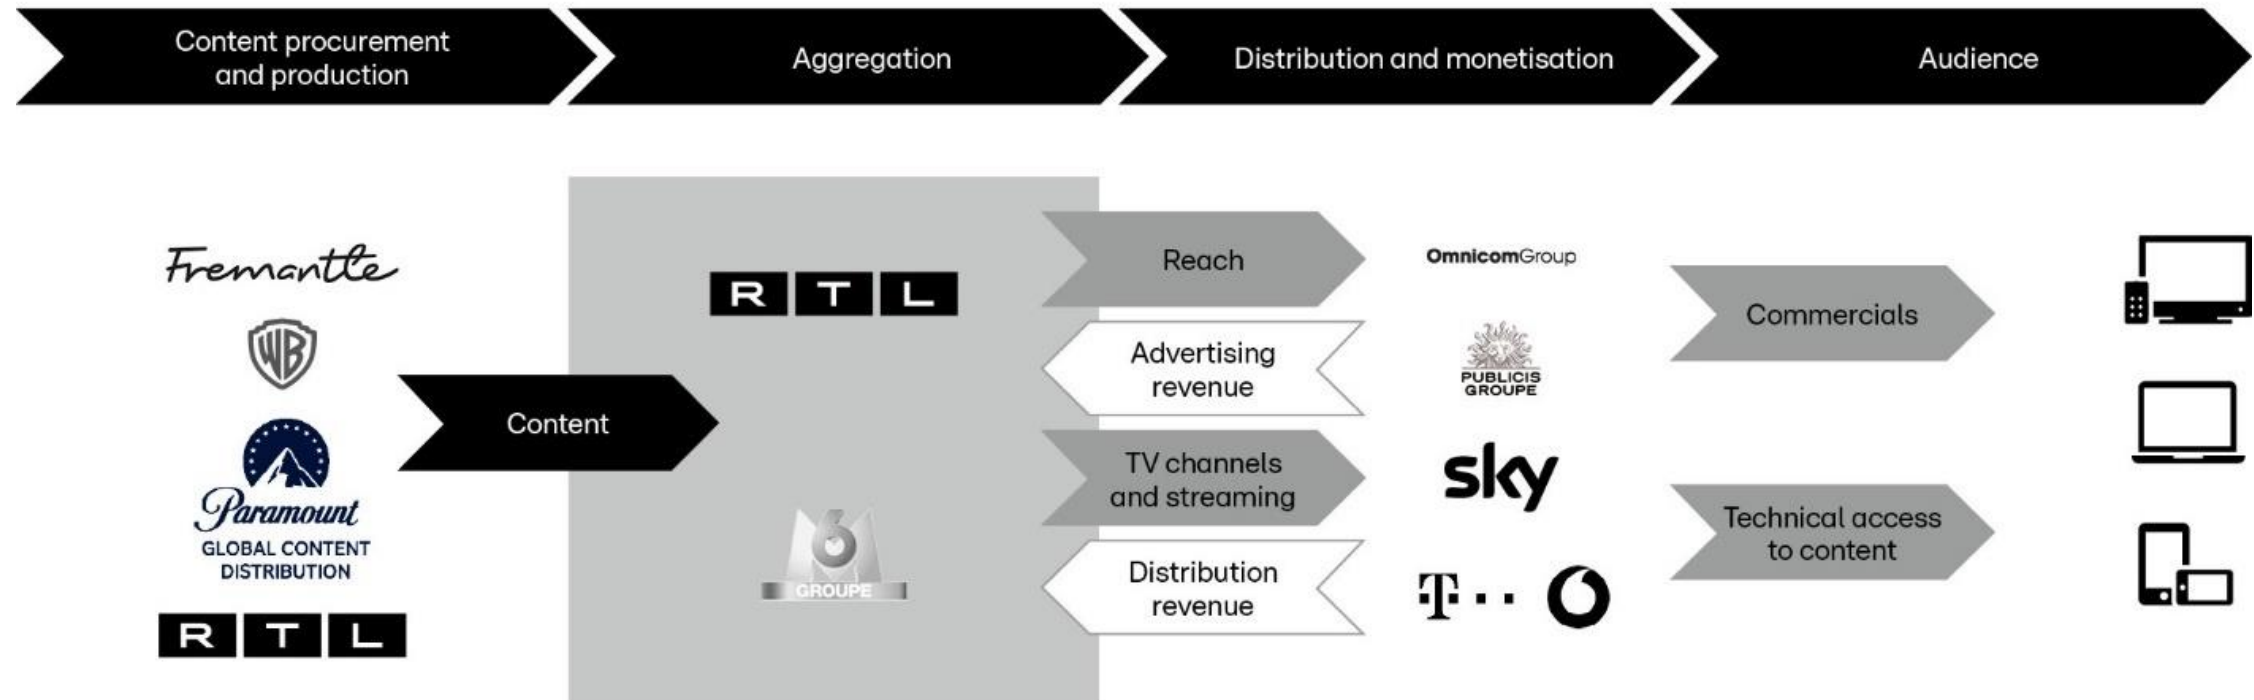 Content procurement
and production
Aggregation
Distribution and monetisation
Audience
Fremantle
WB
Paramount
GLOBAL CONTENT
DISTRIBUTION
RTL
Content
RTL
M6
GROUPE
Reach
Advertising
revenue
TV channels
and streaming
Distribution
revenue
OmnicomGroup
PUBLICIS
GROUPE
sky
T··
Commercials
Technical access
to content